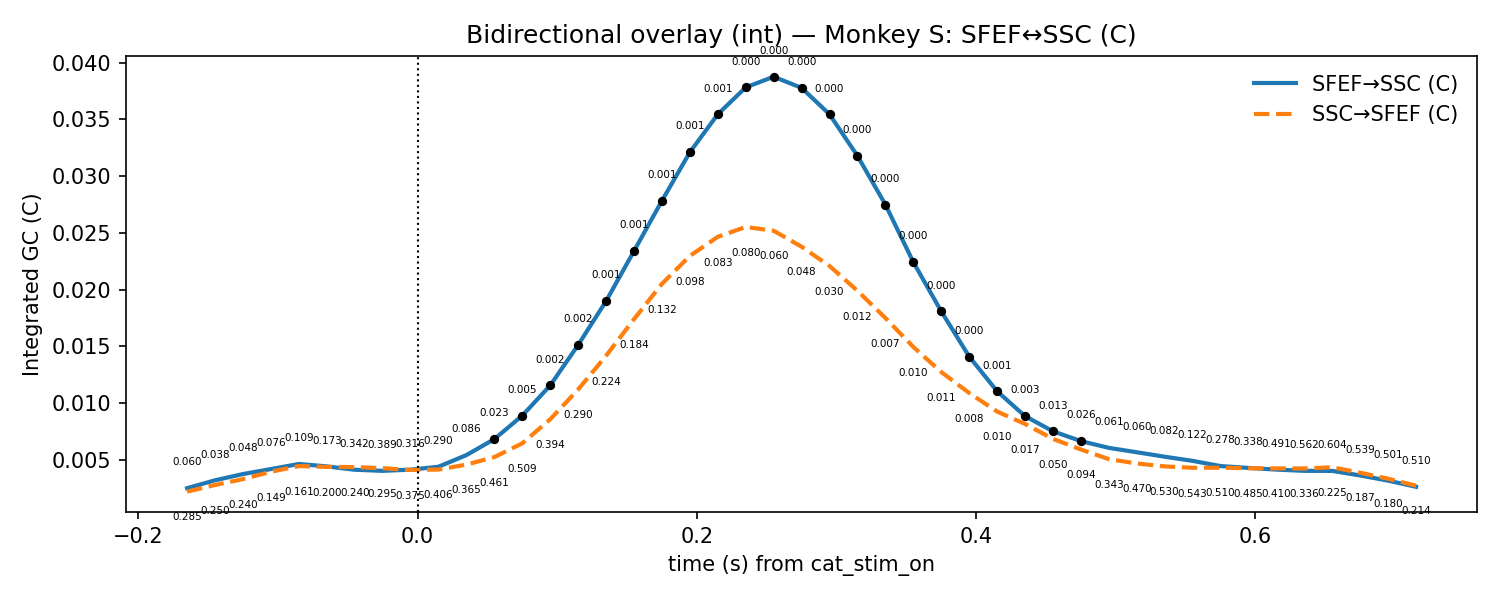 Bidirectional overlay (int) — Monkey S: SFEF↔SSC (C)
SFEF→SSC (C)
SSC→SFEF (C)
Integrated GC (C)
0.040
0.035
0.030
0.025
0.020
0.015
0.010
0.005
0.060 0.038 0.048 0.076 0.109 0.173 0.342 0.389 0.316 0.290 0.086 0.023 0.005 0.002 0.002 0.001 0.001 0.001 0.001 0.001 0.000 0.000 0.000 0.000 0.000 0.000 0.000 0.000 0.000 0.001 0.003 0.013 0.026 0.061 0.060 0.082 0.122 0.278 0.338 0.491 0.562 0.604 0.539 0.501 0.510
0.285 0.250 0.240 0.149 0.161 0.200 0.240 0.295 0.375 0.406 0.365 0.461 0.509 0.394 0.290 0.224 0.184 0.132 0.098 0.083 0.080 0.060 0.048 0.030 0.012 0.007 0.010 0.011 0.008 0.010 0.017 0.050 0.094 0.343 0.470 0.530 0.543 0.510 0.485 0.410 0.336 0.225 0.187 0.180 0.214
−0.2 0.0 0.2 0.4 0.6
time (s) from cat_stim_on